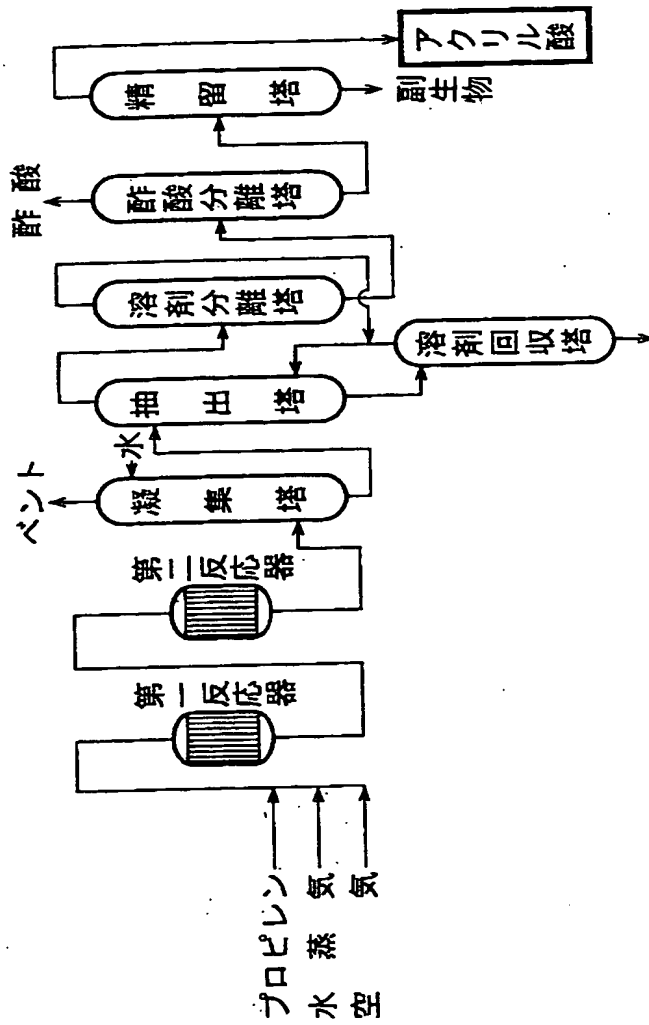 プロピレン
水蒸気
空気
第一反応器
第二反応器
ベント
水
凝集塔
抽出塔
溶剤分離塔
溶剤回収塔
酢酸
酢酸分離塔
精留塔
副生物
アクリル酸